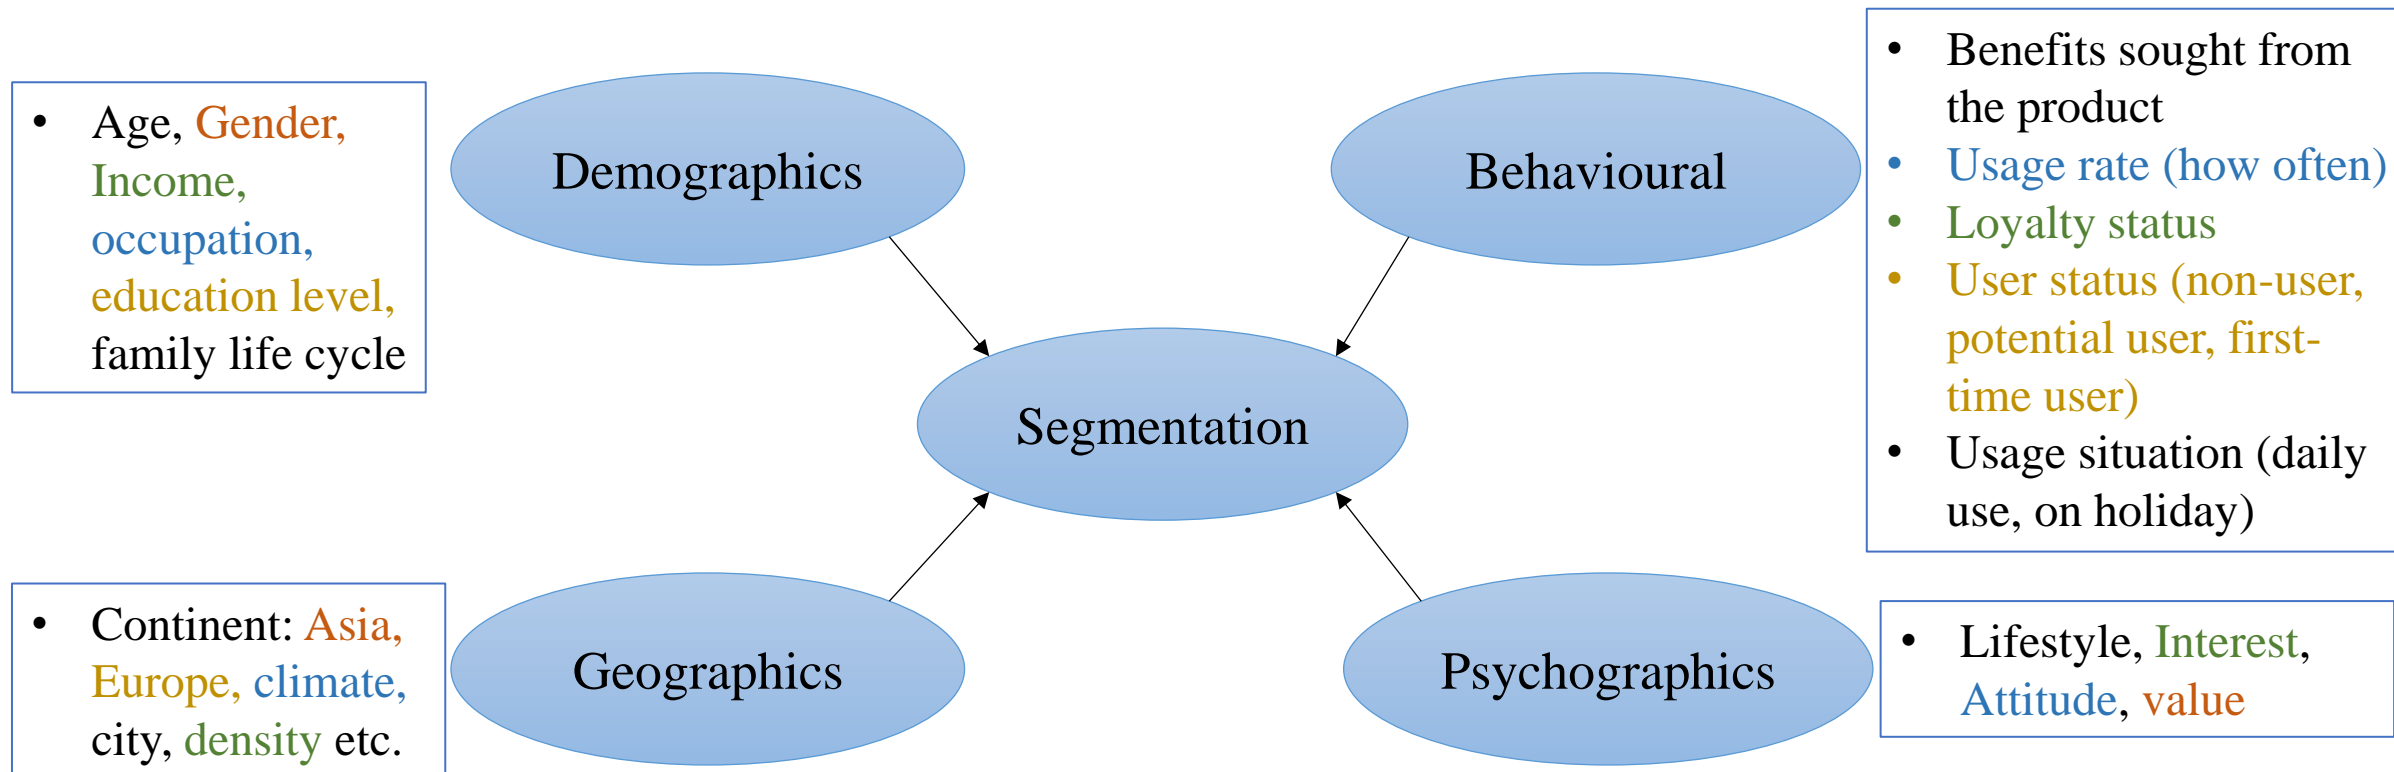 • Age, Gender,
Income,
occupation,
education level,
family life cycle
Demographics
Behavioural
• Benefits sought from
the product
• Usage rate (how often)
• Loyalty status
• User status (non-user,
potential user, first-
time user)
• Usage situation (daily
use, on holiday)
Segmentation
• Continent: Asia,
Europe, climate,
city, density etc.
Geographics
Psychographics
• Lifestyle, Interest,
Attitude, value